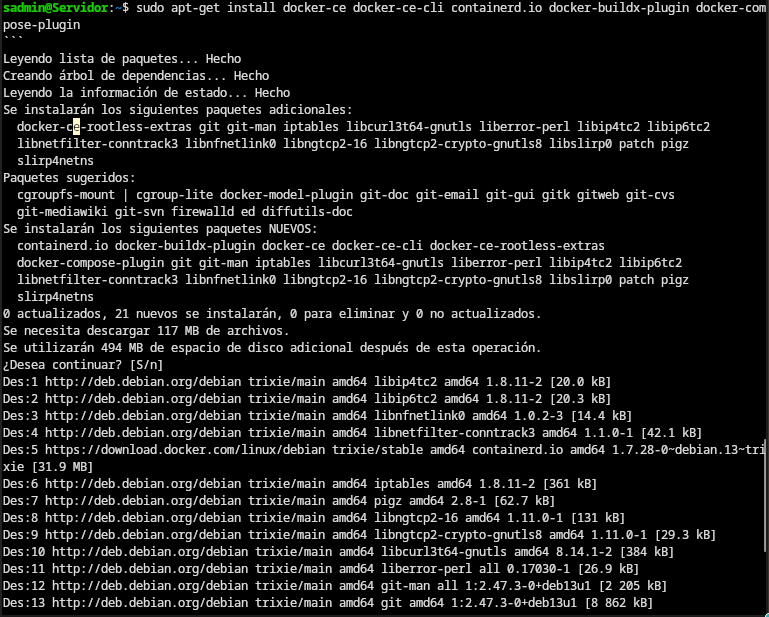 sadmin@Servidor:~$ sudo apt-get install docker-ce docker-ce-cli containerd.io docker-buildx-plugin docker-com
pose-plugin
```
Leyendo lista de paquetes... Hecho
Creando árbol de dependencias... Hecho
Leyendo la información de estado... Hecho
Se instalarán los siguientes paquetes adicionales:
  docker-ce-rootless-extras git git-man iptables libcurl3t64-gnutls liberror-perl libip4tc2 libip6tc2
  libnetfilter-conntrack3 libnfnetlink0 libngtcp2-16 libngtcp2-crypto-gnutls8 libslirp0 patch pigz
  slirp4netns
Paquetes sugeridos:
  cgroupfs-mount | cgroup-lite docker-model-plugin git-doc git-email git-gui gitk gitweb git-cvs
  git-mediawiki git-svn firewalld ed diffutils-doc
Se instalarán los siguientes paquetes NUEVOS:
  containerd.io docker-buildx-plugin docker-ce docker-ce-cli docker-ce-rootless-extras
  docker-compose-plugin git git-man iptables libcurl3t64-gnutls liberror-perl libip4tc2 libip6tc2
  libnetfilter-conntrack3 libnfnetlink0 libngtcp2-16 libngtcp2-crypto-gnutls8 libslirp0 patch pigz
  slirp4netns
0 actualizados, 21 nuevos se instalarán, 0 para eliminar y 0 no actualizados.
Se necesita descargar 117 MB de archivos.
Se utilizarán 494 MB de espacio de disco adicional después de esta operación.
¿Desea continuar? [S/n]
Des:1 http://deb.debian.org/debian trixie/main amd64 libip4tc2 amd64 1.8.11-2 [20.0 kB]
Des:2 http://deb.debian.org/debian trixie/main amd64 libip6tc2 amd64 1.8.11-2 [20.3 kB]
Des:3 http://deb.debian.org/debian trixie/main amd64 libnfnetlink0 amd64 1.0.2-3 [14.4 kB]
Des:4 http://deb.debian.org/debian trixie/main amd64 libnetfilter-conntrack3 amd64 1.1.0-1 [42.1 kB]
Des:5 https://download.docker.com/linux/debian trixie/stable amd64 containerd.io amd64 1.7.28-0~debian.13~tri
xie [31.9 MB]
Des:6 http://deb.debian.org/debian trixie/main amd64 iptables amd64 1.8.11-2 [361 kB]
Des:7 http://deb.debian.org/debian trixie/main amd64 pigz amd64 2.8-1 [62.7 kB]
Des:8 http://deb.debian.org/debian trixie/main amd64 libngtcp2-16 amd64 1.11.0-1 [131 kB]
Des:9 http://deb.debian.org/debian trixie/main amd64 libngtcp2-crypto-gnutls8 amd64 1.11.0-1 [29.3 kB]
Des:10 http://deb.debian.org/debian trixie/main amd64 libcurl3t64-gnutls amd64 8.14.1-2 [384 kB]
Des:11 http://deb.debian.org/debian trixie/main amd64 liberror-perl all 0.17030-1 [26.9 kB]
Des:12 http://deb.debian.org/debian trixie/main amd64 git-man all 1:2.47.3-0+deb13u1 [2 205 kB]
Des:13 http://deb.debian.org/debian trixie/main amd64 git amd64 1:2.47.3-0+deb13u1 [8 862 kB]